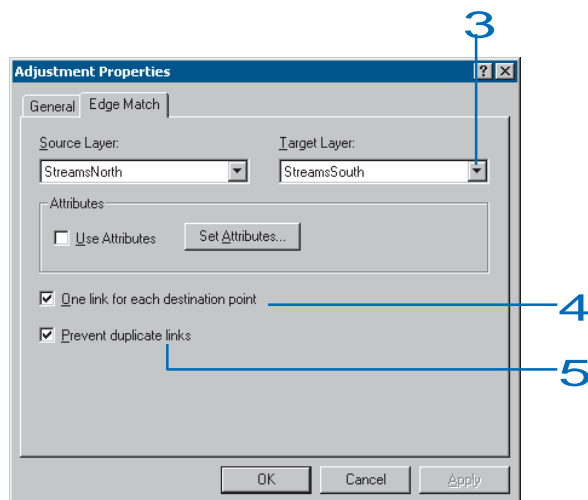 3
Adjustment Properties
General Edge Match
Source Layer: Target Layer:
StreamsNorth StreamsSouth
Attributes
Use Attributes Set Attributes...
One link for each destination point
4
Prevent duplicate links
5
OK Cancel Apply